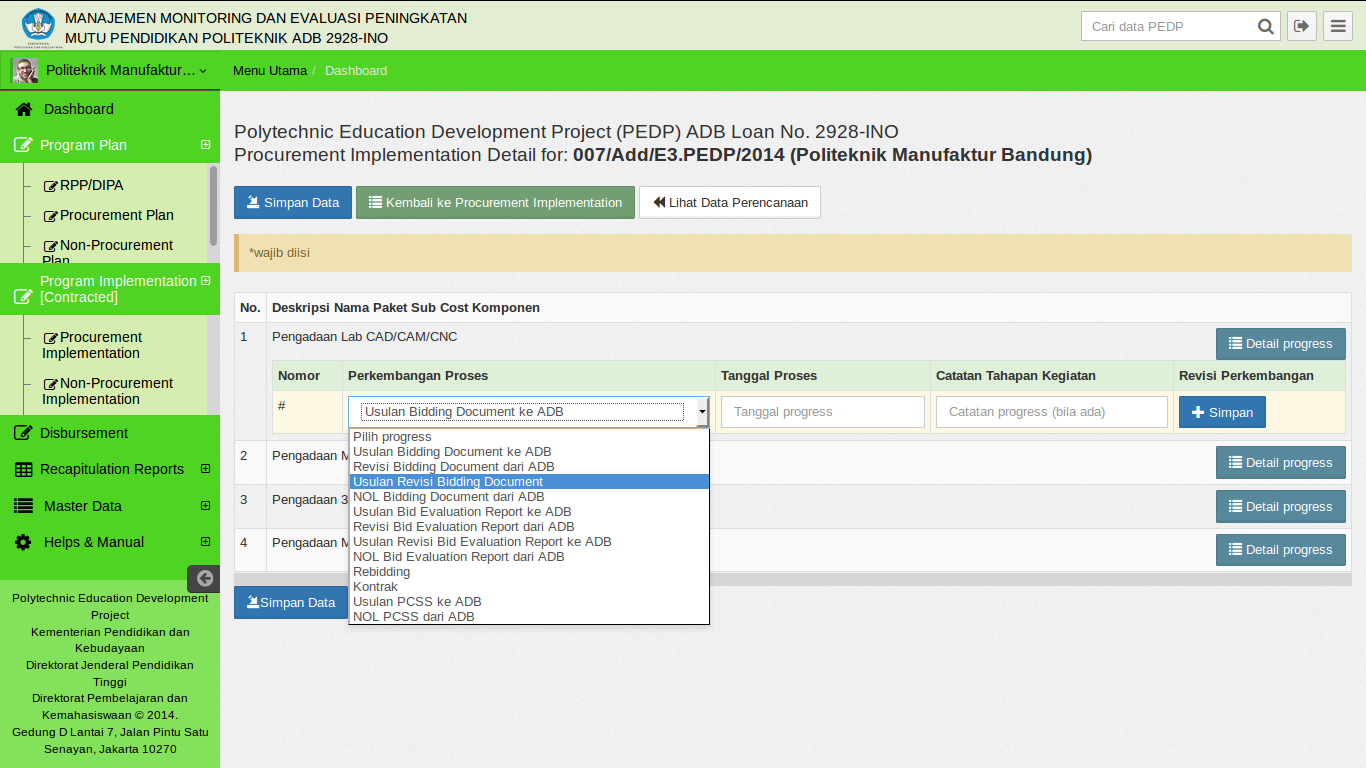 MANAJEMEN MONITORING DAN EVALUASI PENINGKATAN
MUTU PENDIDIKAN POLITEKNIK ADB 2928-INO
Cari data PEDP
Politeknik Manufaktur...
Menu Utama / Dashboard
Dashboard
Program Plan
RPP/DIPA
Procurement Plan
Non-Procurement
Plan
Program Implementation
[Contracted]
Procurement
Implementation
Non-Procurement
Implementation
Disbursement
Recapitulation Reports
Master Data
Helps & Manual
Polytechnic Education Development
Project
Kementerian Pendidikan dan
Kebudayaan
Direktorat Jenderal Pendidikan
Tinggi
Direktorat Pembelajaran dan
Kemahasiswaan © 2014.
Gedung D Lantai 7, Jalan Pintu Satu
Senayan, Jakarta 10270
Polytechnic Education Development Project (PEDP) ADB Loan No. 2928-INO
Procurement Implementation Detail for: 007/Add/E3.PEDP/2014 (Politeknik Manufaktur Bandung)
Simpan Data Kembali ke Procurement Implementation Lihat Data Perencanaan
*wajib diisi
No. Deskripsi Nama Paket Sub Cost Komponen
1 Pengadaan Lab CAD/CAM/CNC Detail progress
Nomor Perkembangan Proses Tanggal Proses Catatan Tahapan Kegiatan Revisi Perkembangan
# Usulan Bidding Document ke ADB Tanggal progress Catatan progress (bila ada) Simpan
Pilih progress
Usulan Bidding Document ke ADB
Revisi Bidding Document dari ADB
Usulan Revisi Bidding Document
NOL Bidding Document dari ADB
Usulan Bid Evaluation Report ke ADB
Revisi Bid Evaluation Report dari ADB
Usulan Revisi Bid Evaluation Report ke ADB
NOL Bid Evaluation Report dari ADB
Rebidding
Kontrak
Usulan PCSS ke ADB
NOL PCSS dari ADB
2 Pengadaan M Detail progress
3 Pengadaan 3 Detail progress
4 Pengadaan M Detail progress
Simpan Data